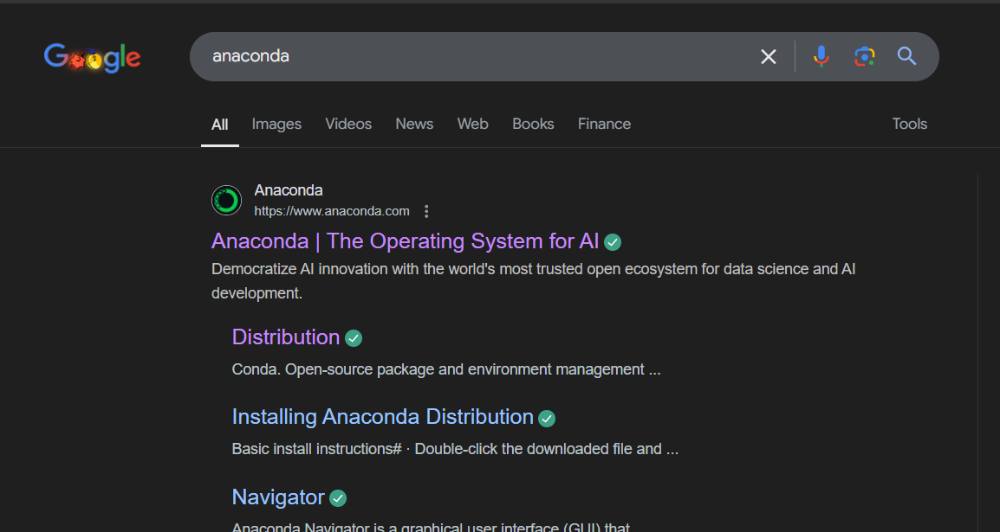 Google
anaconda
All Images Videos News Web Books Finance Tools
Anaconda
https://www.anaconda.com
Anaconda | The Operating System for AI
Democratize AI innovation with the world's most trusted open ecosystem for data science and AI
development.
Distribution
Conda. Open-source package and environment management ...
Installing Anaconda Distribution
Basic install instructions# · Double-click the downloaded file and ...
Navigator
Anaconda Navigator is a graphical user interface (GUI) that